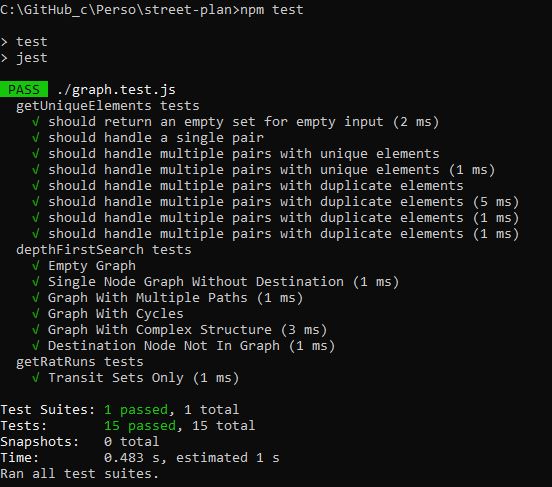 C:\GitHub_c\Perso\street-plan>npm test
> test
> jest
PASS ./graph.test.js
getUniqueElements tests
√ should return an empty set for empty input (2 ms)
√ should handle a single pair
√ should handle multiple pairs with unique elements
√ should handle multiple pairs with unique elements (1 ms)
√ should handle multiple pairs with duplicate elements
√ should handle multiple pairs with duplicate elements (5 ms)
√ should handle multiple pairs with duplicate elements (1 ms)
√ should handle multiple pairs with duplicate elements (1 ms)
depthFirstSearch tests
√ Empty Graph
√ Single Node Graph Without Destination (1 ms)
√ Graph With Multiple Paths (1 ms)
√ Graph With Cycles
√ Graph With Complex Structure (3 ms)
√ Destination Node Not In Graph (1 ms)
getRatRuns tests
√ Transit Sets Only (1 ms)
Test Suites: 1 passed, 1 total
Tests:       15 passed, 15 total
Snapshots:   0 total
Time:        0.483 s, estimated 1 s
Ran all test suites.